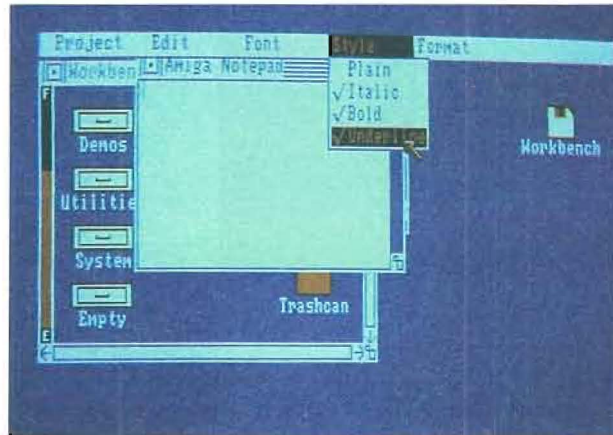 Project Edit Font Style Format
Workben
Amiga Notepad
Plain
√Italic
√Bold
√Underline
F
Demos
Utilitie
System
Empty
E
Trashcan
Workbench